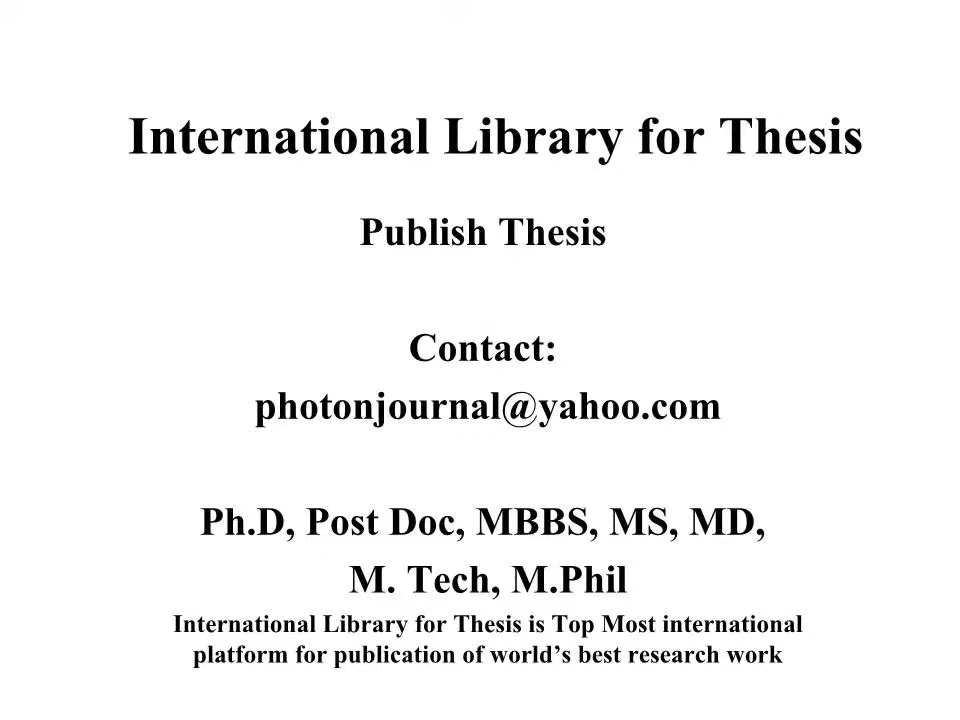 International Library for Thesis
Publish Thesis
Contact:
photonjournal@yahoo.com
Ph.D, Post Doc, MBBS, MS, MD,
M. Tech, M.Phil
International Library for Thesis is Top Most international
platform for publication of world’s best research work